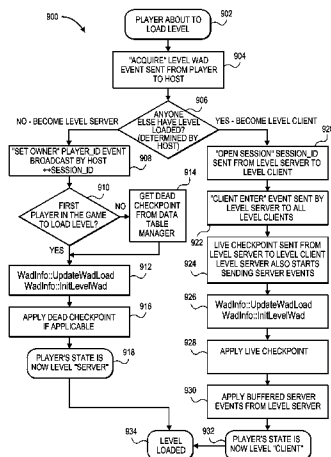 900
PLAYER ABOUT TO
LOAD LEVEL
902
"ACQUIRE" LEVEL WAD
EVENT SENT FROM PLAYER
TO HOST
904
906
ANYONE
ELSE HAVE LEVEL
LOADED?
(DETERMINED BY
HOST)
NO - BECOME LEVEL SERVER
YES - BECOME LEVEL CLIENT
"SET OWNER" PLAYER_ID EVENT
BROADCAST BY HOST
++SESSION_ID
908
910
FIRST
PLAYER IN THE GAME
TO LOAD LEVEL?
NO
YES
914
GET DEAD
CHECKPOINT
FROM DATA
TABLE
MANAGER
912
WadInfo::UpdateWadLoad
WadInfo::InitLevelWad
916
APPLY DEAD CHECKPOINT
IF APPLICABLE
PLAYER'S STATE IS
NOW LEVEL "SERVER"
918
920
"OPEN SESSION" SESSION_ID
SENT FROM LEVEL SERVER TO
LEVEL CLIENT
"CLIENT ENTER" EVENT SENT BY
LEVEL SERVER TO ALL
LEVEL CLIENTS
922
LIVE CHECKPOINT SENT FROM
LEVEL SERVER TO LEVEL CLIENT
LEVEL SERVER ALSO STARTS
SENDING SERVER EVENTS
924
926
WadInfo::UpdateWadLoad
WadInfo::InitLevelWad
928
APPLY LIVE CHECKPOINT
930
APPLY BUFFERED SERVER
EVENTS FROM LEVEL SERVER
932
PLAYER'S STATE IS
NOW LEVEL "CLIENT"
934
LEVEL
LOADED